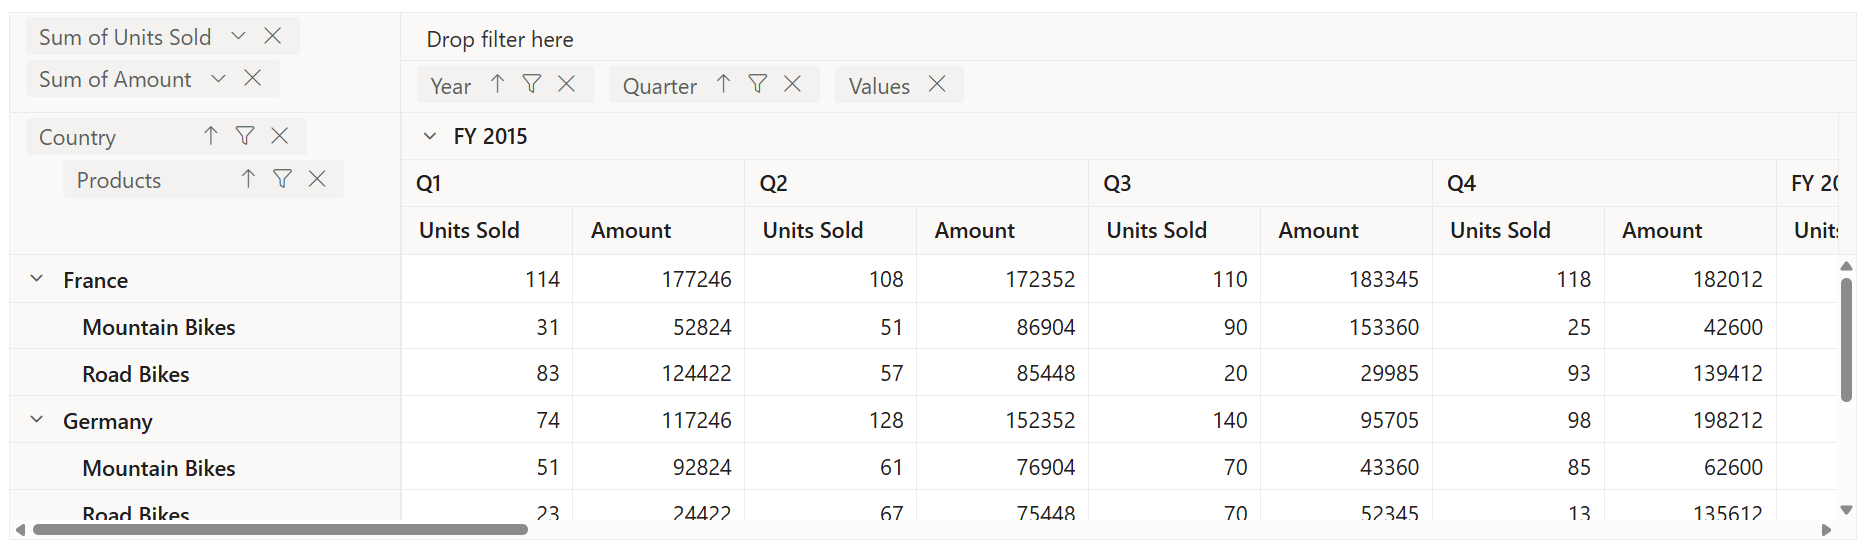 Sum of Units Sold
Sum of Amount
Drop filter here
Year Quarter Values
Country
Products
FY 2015
Q1 Q2 Q3 Q4 FY 20
Units Sold Amount Units Sold Amount Units Sold Amount Units Sold Amount Units
France 114 177246 108 172352 110 183345 118 182012
Mountain Bikes 31 52824 51 86904 90 153360 25 42600
Road Bikes 83 124422 57 85448 20 29985 93 139412
Germany 74 117246 128 152352 140 95705 98 198212
Mountain Bikes 51 92824 61 76904 70 43360 85 62600
Road Bikes 23 24422 67 75448 70 52345 13 135612